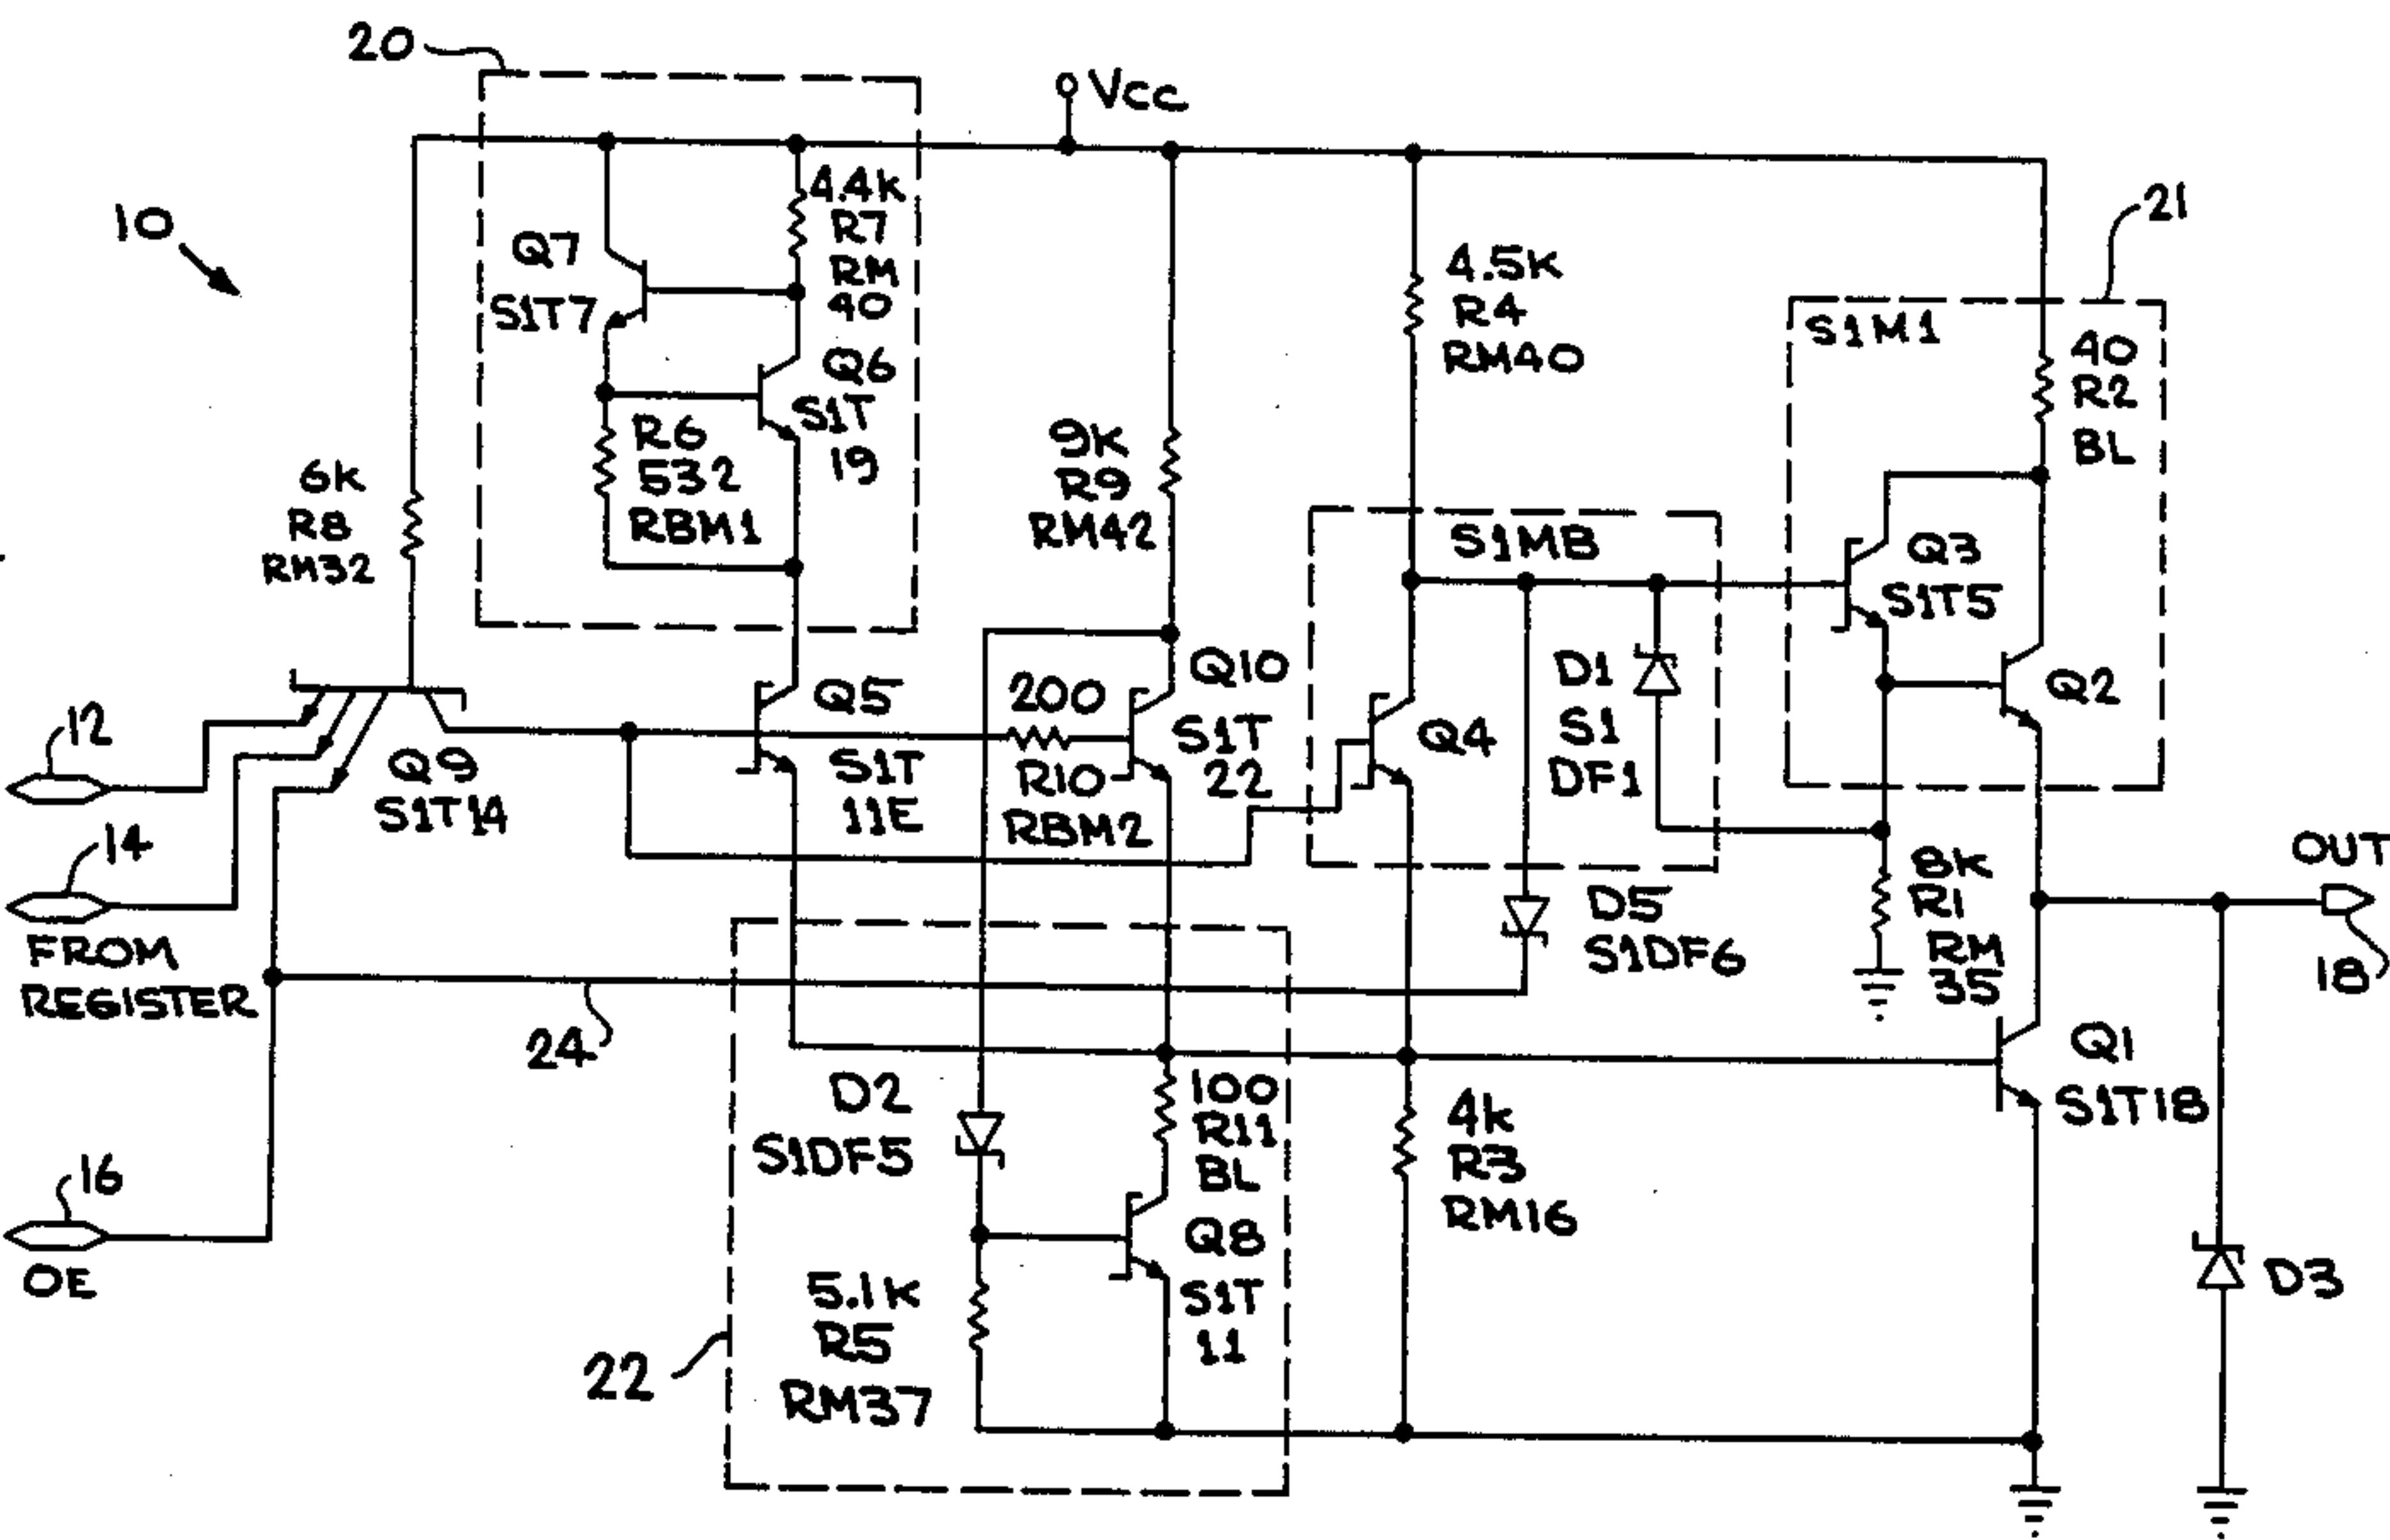 20
Vcc
10
21
4.4K
R7
RM
40
Q7
S1T7
Q6
S1T
19
R6
532
RBM1
6K
R8
RM32
9K
R9
RM42
4.5K
R4
RM40
S1M1
40
R2
BL
S1MB
Q3
S1T5
Q2
D1
S1
DF1
Q4
Q10
S1T
22
200
R10
RBM2
Q5
S1T
11E
Q9
S1T14
12
14
FROM
REGISTER
24
D5
S1DF6
8K
R1
RM
35
OUT
18
Q1
S1T18
D2
S1DF5
100
R11
BL
4K
R3
RM16
16
OE
Q8
S1T
11
5.1K
R5
RM37
22
D3